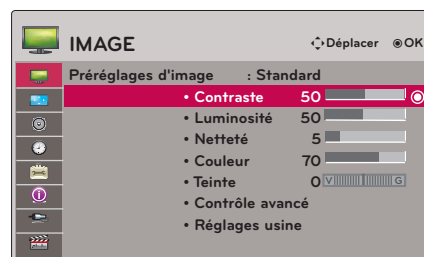 IMAGE Déplacer OK
Préréglages d'image : Standard
• Contraste 50
• Luminosité 50
• Netteté 5
• Couleur 70
• Teinte 0 V G
• Contrôle avancé
• Réglages usine